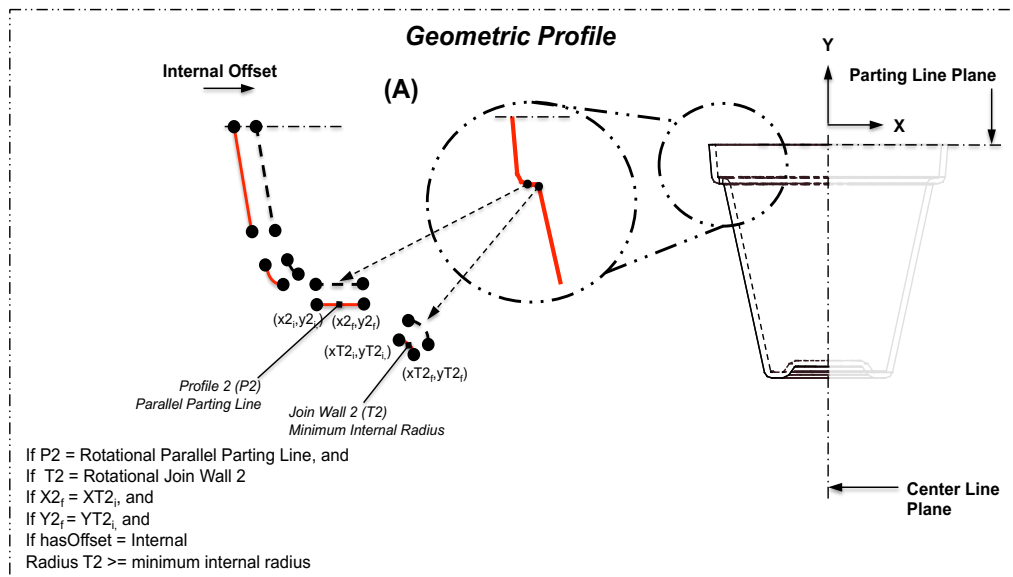 Geometric Profile
Internal Offset
(A)
Y
Parting Line Plane
X
(x2i,y2i,) (x2f,y2f)
(xT2i,yT2i,)
(xT2f,yT2f)
Profile 2 (P2)
Parallel Parting Line
Join Wall 2 (T2)
Minimum Internal Radius
If P2 = Rotational Parallel Parting Line, and
If T2 = Rotational Join Wall 2
If X2f = XT2i, and
If Y2f = YT2i, and
If hasOffset = Internal
Radius T2 >= minimum internal radius
Center Line
Plane